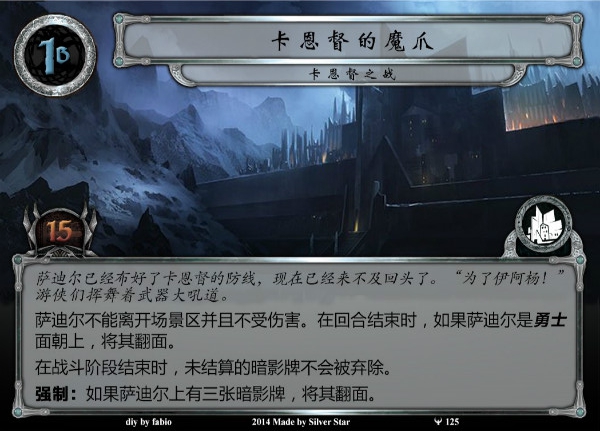 1B
卡恩督的魔爪
卡恩督之战
15
萨迪尔已经布好了卡恩督的防线，现在已经来不及回头了。“为了伊阿杨！”
游侠们挥舞着武器大吼道。
萨迪尔不能离开场景区并且不受伤害。在回合结束时，如果萨迪尔是勇士
面朝上，将其翻面。
在战斗阶段结束时，未结算的暗影牌不会被弃除。
强制：如果萨迪尔上有三张暗影牌，将其翻面。
diy by fabio 2014 Made by Silver Star 125